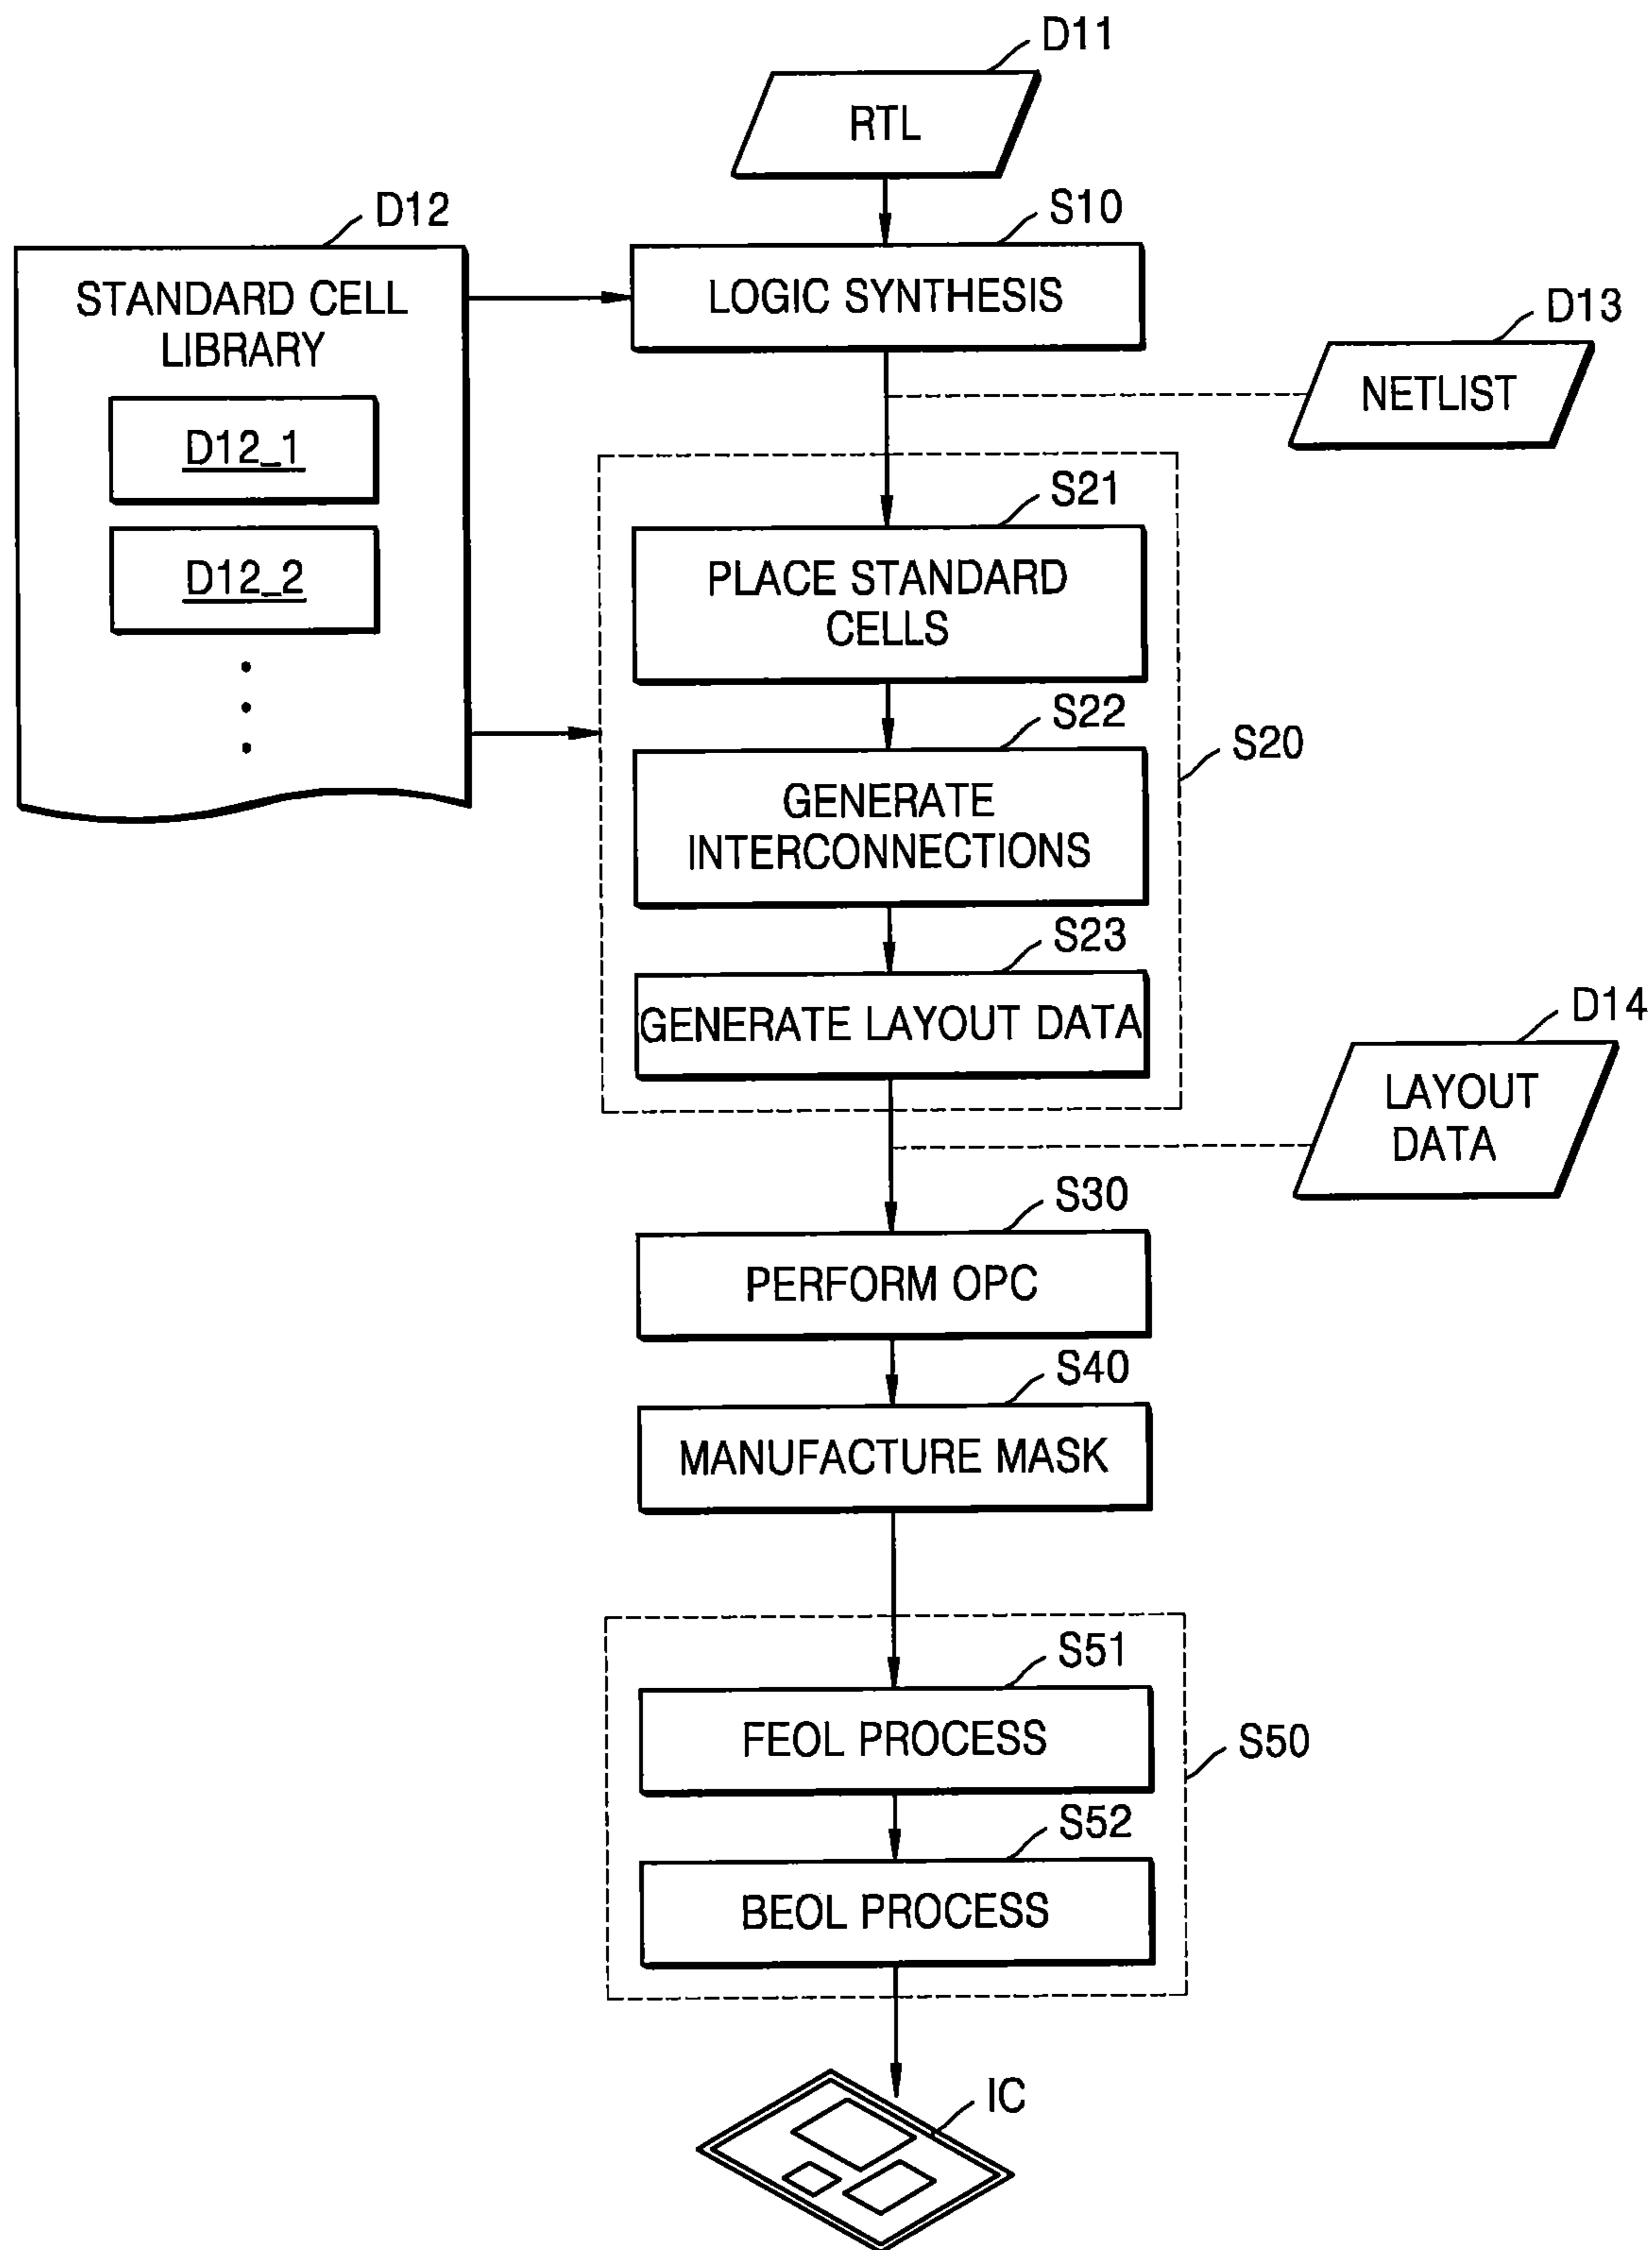 D11
RTL
D12
S10
STANDARD CELL
LIBRARY
LOGIC SYNTHESIS
D13
NETLIST
D12_1
D12_2
S21
PLACE STANDARD
CELLS
S22
S20
GENERATE
INTERCONNECTIONS
S23
GENERATE LAYOUT DATA
D14
LAYOUT
DATA
S30
PERFORM OPC
S40
MANUFACTURE MASK
S51
FEOL PROCESS
S50
S52
BEOL PROCESS
IC